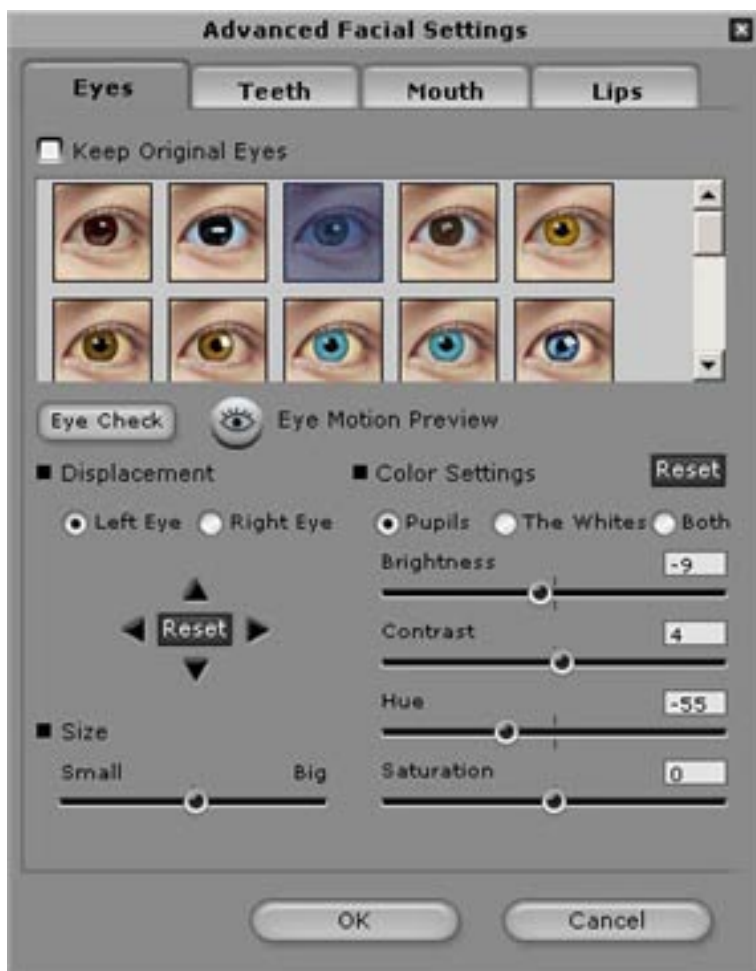 Advanced Facial Settings
Eyes Teeth Mouth Lips
Keep Original Eyes
Eye Check Eye Motion Preview
Displacement
Left Eye Right Eye
Reset
Size
Small Big
Color Settings Reset
Pupils The Whites Both
Brightness -9
Contrast 4
Hue -55
Saturation 0
OK Cancel